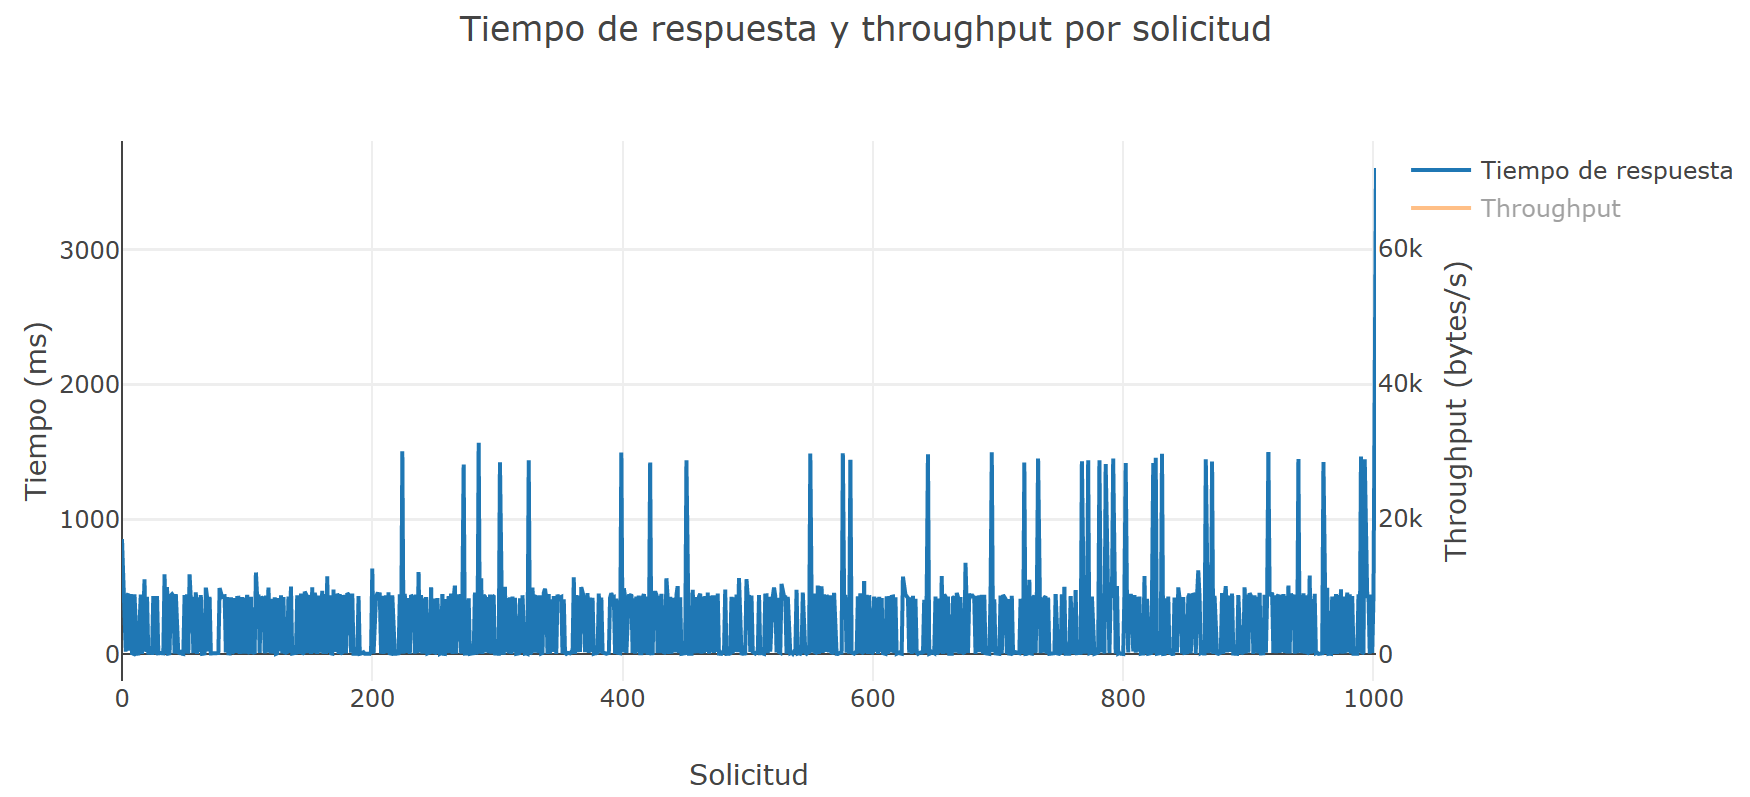 Tiempo de respuesta y throughput por solicitud
Tiempo de respuesta
Throughput
3000
2000
1000
0
Tiempo (ms)
60k
40k
20k
0
Throughput (bytes/s)
0 200 400 600 800 1000
Solicitud